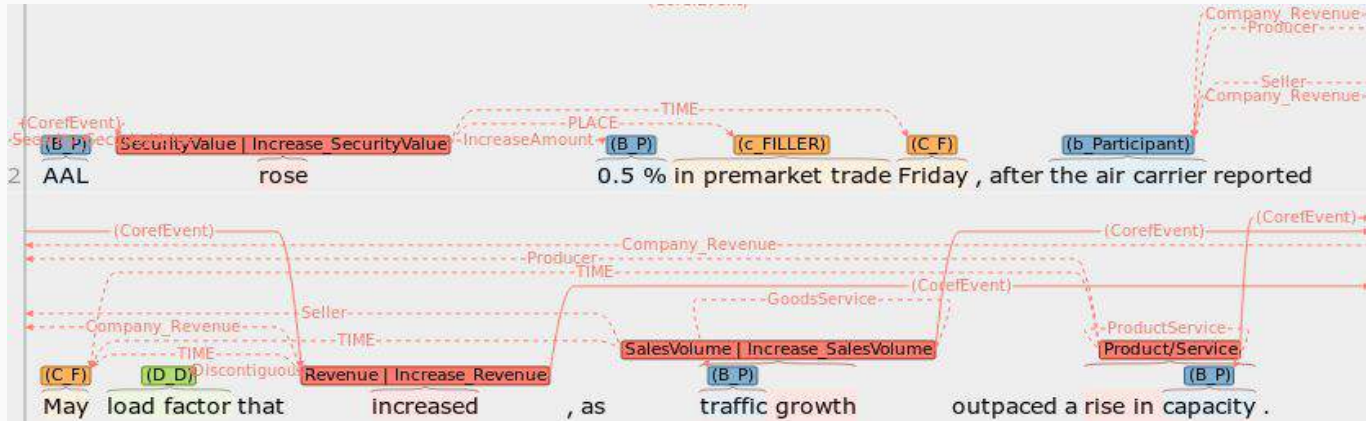 (CorefEvent)
Company_Revenue
Producer
Seller
Company_Revenue
(CorefEvent) TIME
PLACE
(B_P) SecurityValue | Increase_SecurityValue IncreaseAmount (B_P) (c_FILLER) (C_F) (b_Participant)
2 AAL rose 0.5 % in premarket trade Friday , after the air carrier reported
(CorefEvent)
(CorefEvent) (CorefEvent)
Company_Revenue
Producer
TIME
(CorefEvent)
GoodsService
Seller
Company_Revenue ProductService
TIME
TIME
SalesVolume | Increase_SalesVolume Product/Service
(C_F) (D_D) Discontiguou Revenue | Increase_Revenue (B_P) (B_P)
May load factor that increased , as traffic growth outpaced a rise in capacity .